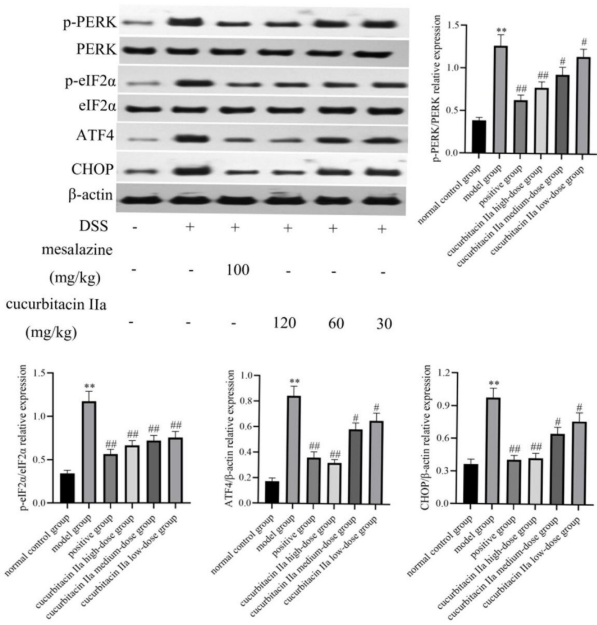 p-PERK
PERK
p-eIF2α
eIF2α
ATF4
CHOP
β-actin
DSS - + + + + +
mesalazine
(mg/kg) - - 100 - - -
cucurbitacin IIa
(mg/kg) - - - 120 60 30
p-PERK/PERK relative expression
1.5
1.0
0.5
0.0
** ## ## # #
normal control group
model group
positive group
cucurbitacin IIa high-dose group
cucurbitacin IIa medium-dose group
cucurbitacin IIa low-dose group
p-eIF2α/eIF2α relative expression
1.5
1.0
0.5
0.0
** ## ## ## ##
normal control group
model group
positive group
cucurbitacin IIa high-dose group
cucurbitacin IIa medium-dose group
cucurbitacin IIa low-dose group
ATF4/β-actin relative expression
1.0
0.8
0.6
0.4
0.2
0.0
** ## ## # #
normal control group
model group
positive group
cucurbitacin IIa high-dose group
cucurbitacin IIa medium-dose group
cucurbitacin IIa low-dose group
CHOP/β-actin relative expression
1.5
1.0
0.5
0.0
** ## ## # #
normal control group
model group
positive group
cucurbitacin IIa high-dose group
cucurbitacin IIa medium-dose group
cucurbitacin IIa low-dose group